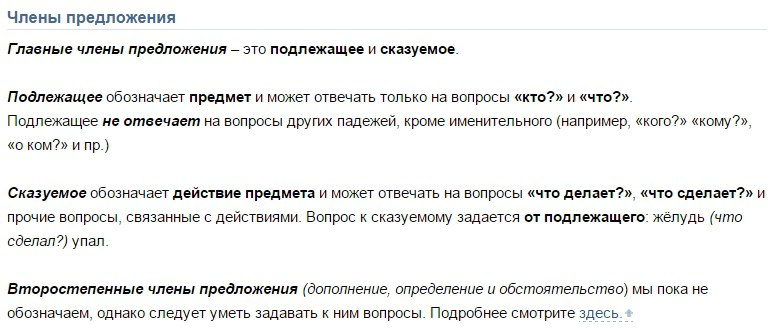 Члены предложения
Главные члены предложения – это подлежащее и сказуемое.
Подлежащее обозначает предмет и может отвечать только на вопросы «кто?» и «что?».
Подлежащее не отвечает на вопросы других падежей, кроме именительного (например, «кого?» «кому?»,
«о ком?» и пр.)
Сказуемое обозначает действие предмета и может отвечать на вопросы «что делает?», «что сделает?» и
прочие вопросы, связанные с действиями. Вопрос к сказуемому задается от подлежащего: жёлудь (что
сделал?) упал.
Второстепенные члены предложения (дополнение, определение и обстоятельство) мы пока не
обозначаем, однако следует уметь задавать к ним вопросы. Подробнее смотрите здесь.